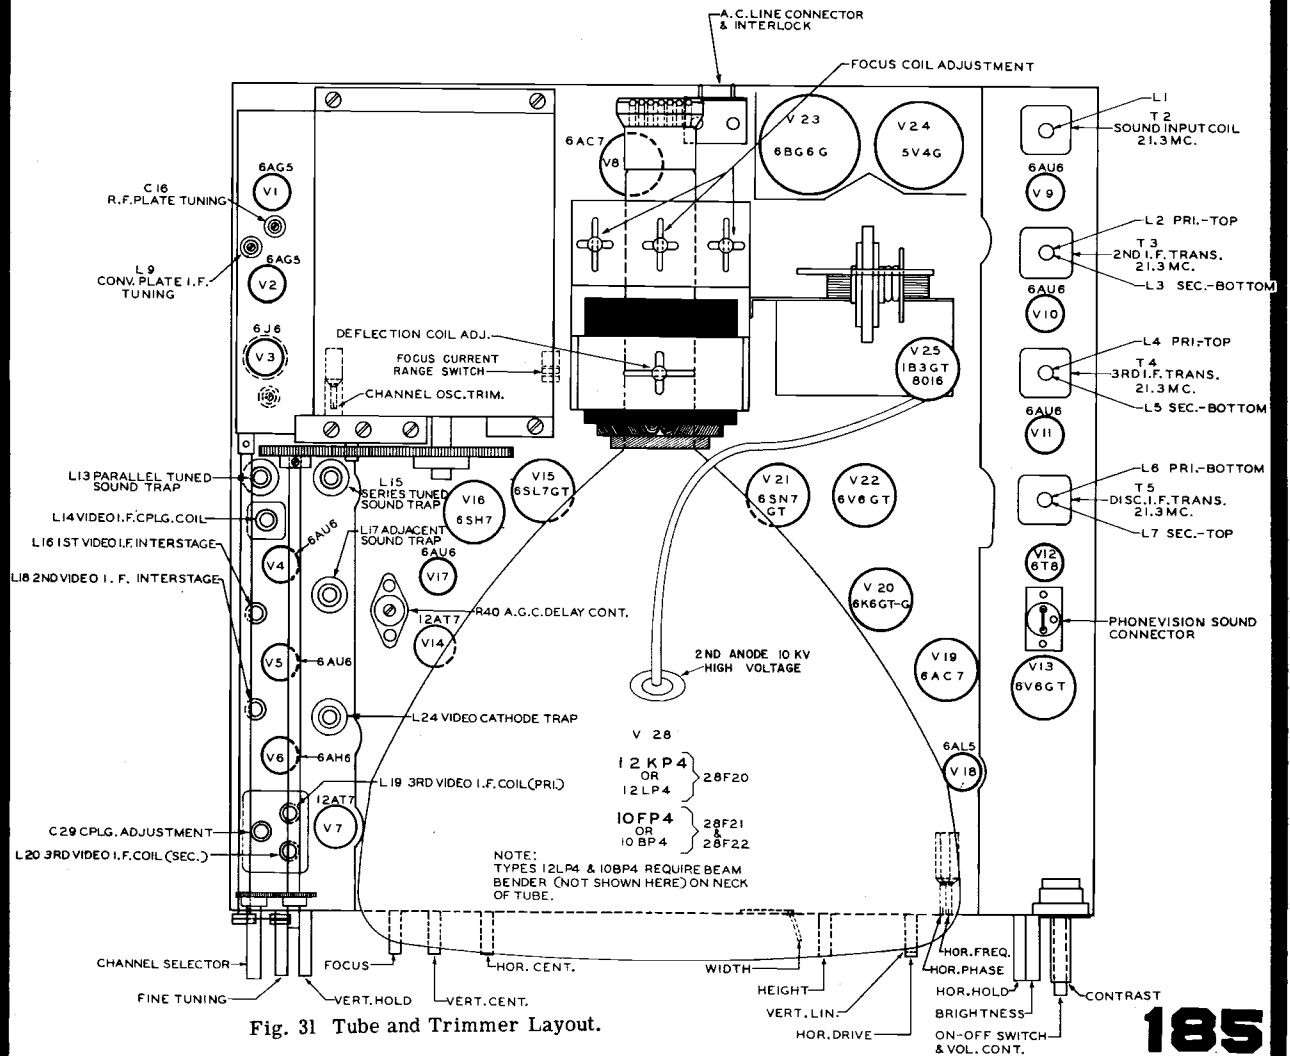 A.C. LINE CONNECTOR
& INTERLOCK
FOCUS COIL ADJUSTMENT
L1
T2
SOUND INPUT COIL
21.3 MC.
6AC7
V8
V23
6BG6G
V24
5V4G
6AU6
V9
6AG5
V1
C16
R.F. PLATE TUNING
L9
CONV. PLATE I.F.
TUNING
6AG5
V2
L2 PRI.-TOP
T3
2ND I.F. TRANS.
21.3 MC.
L3 SEC.-BOTTOM
6AU6
V10
6J6
V3
DEFLECTION COIL ADJ.
FOCUS CURRENT
RANGE SWITCH
CHANNEL OSC. TRIM.
V25
1B3GT
8016
L4 PRI.-TOP
T4
3RD I.F. TRANS.
21.3 MC.
L5 SEC.-BOTTOM
6AU6
V11
L13 PARALLEL TUNED
SOUND TRAP
L15
SERIES TUNED
SOUND TRAP
V16
6SH7
V15
6SL7GT
V21
6SN7
GT
V22
6V6GT
L6 PRI.-BOTTOM
T5
DISC. I.F. TRANS.
21.3 MC.
L7 SEC.-TOP
L14 VIDEO I.F. CPLG. COIL
6AU6
V4
L17 ADJACENT
SOUND TRAP
L16 1ST VIDEO I.F. INTERSTAGE
L18 2ND VIDEO I.F. INTERSTAGE
6AU6
V17
V12
6T8
V20
6K6GT-G
R40 A.G.C. DELAY CONT.
12AT7
V14
PHONEVISION SOUND
CONNECTOR
V5
6AU6
2ND ANODE 10 KV
HIGH VOLTAGE
V19
6AC7
V13
6V6GT
L24 VIDEO CATHODE TRAP
V 28
V6
6AH6
12KP4
OR
12LP4
28F20
6AL5
V18
L19 3RD VIDEO I.F. COIL (PRI.)
12AT7
V7
C29 CPLG. ADJUSTMENT
L20 3RD VIDEO I.F. COIL (SEC.)
10FP4
OR
10BP4
28F21
&
28F22
NOTE:
TYPES 12LP4 & 10BP4 REQUIRE BEAM
BENDER (NOT SHOWN HERE) ON NECK
OF TUBE.
CHANNEL SELECTOR
FINE TUNING
VERT. HOLD
FOCUS
VERT. CENT.
HOR. CENT.
WIDTH
HEIGHT
VERT. LIN.
HOR. DRIVE
HOR. FREQ.
HOR. PHASE
HOR. HOLD
BRIGHTNESS
ON-OFF SWITCH
& VOL. CONT.
CONTRAST
Fig. 31 Tube and Trimmer Layout.
185